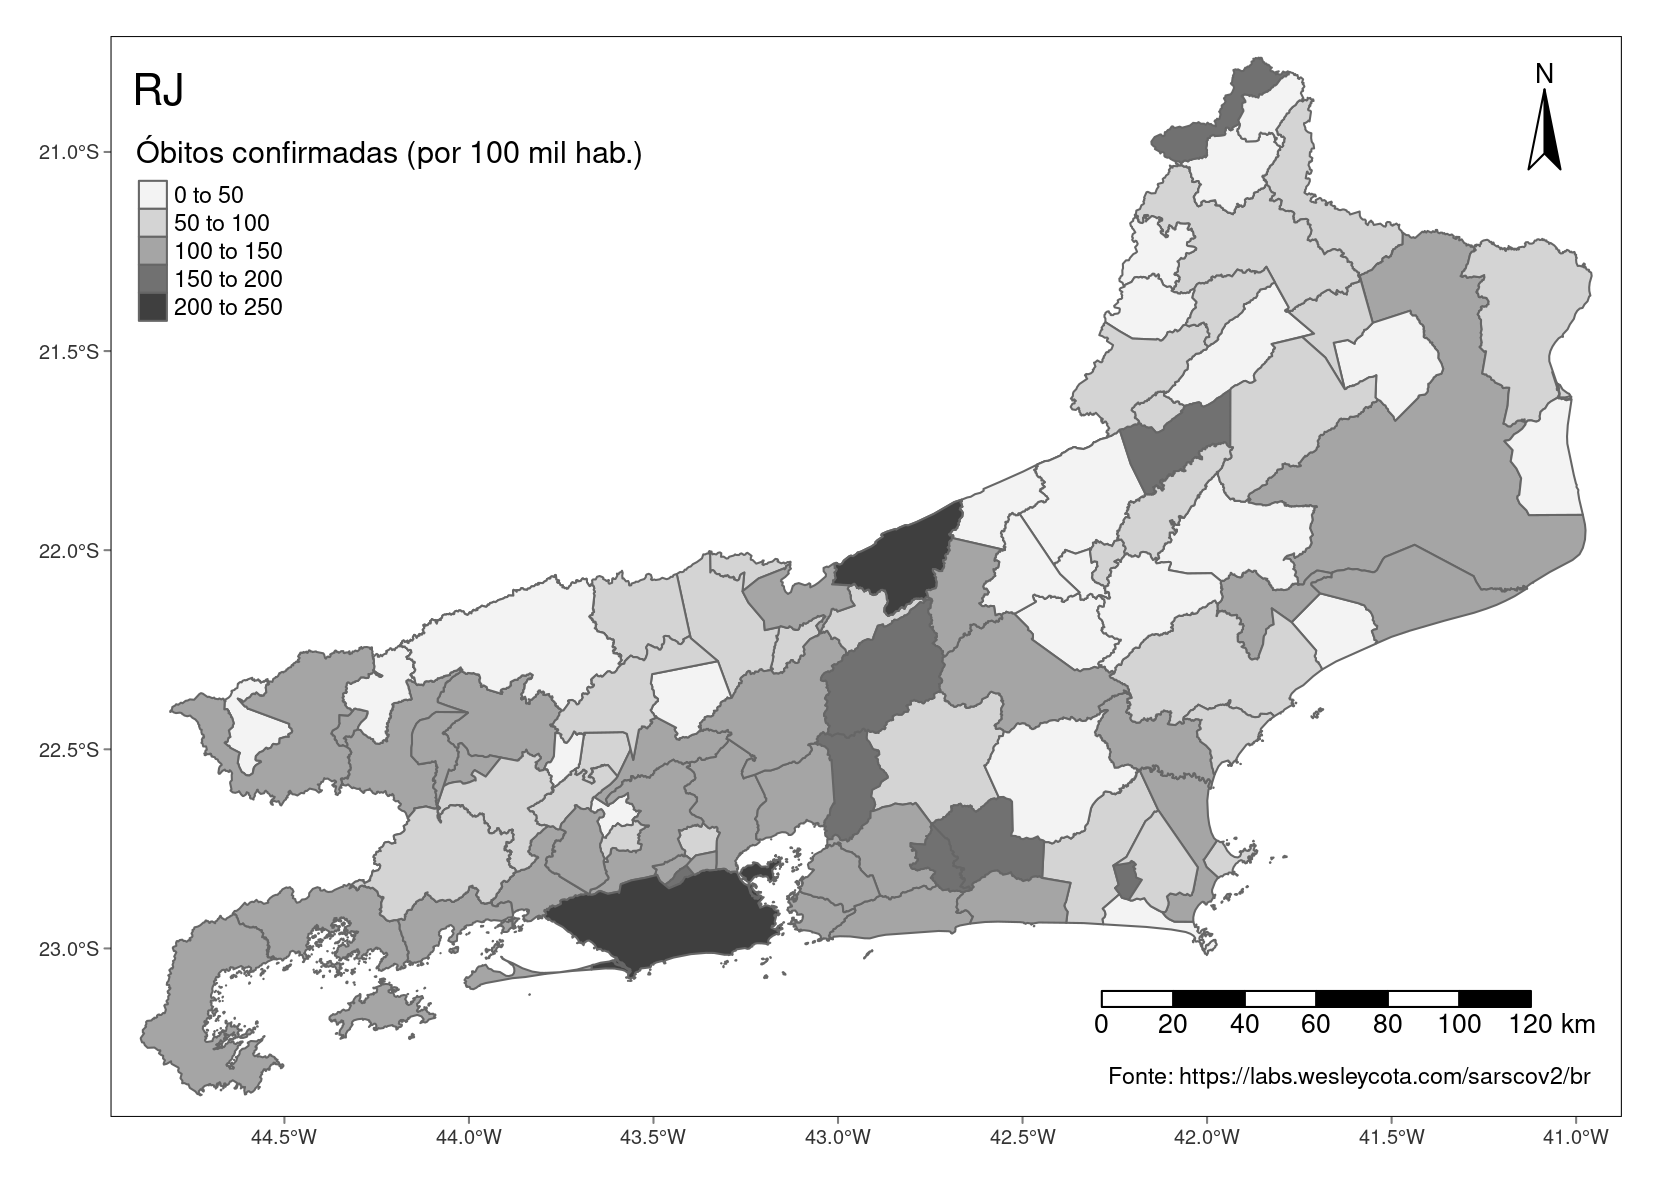 RJ
N
Óbitos confirmadas (por 100 mil hab.)
0 to 50
50 to 100
100 to 150
150 to 200
200 to 250
21.0°S
21.5°S
22.0°S
22.5°S
23.0°S
0 20 40 60 80 100 120 km
Fonte: https://labs.wesleycota.com/sarscov2/br
44.5°W 44.0°W 43.5°W 43.0°W 42.5°W 42.0°W 41.5°W 41.0°W